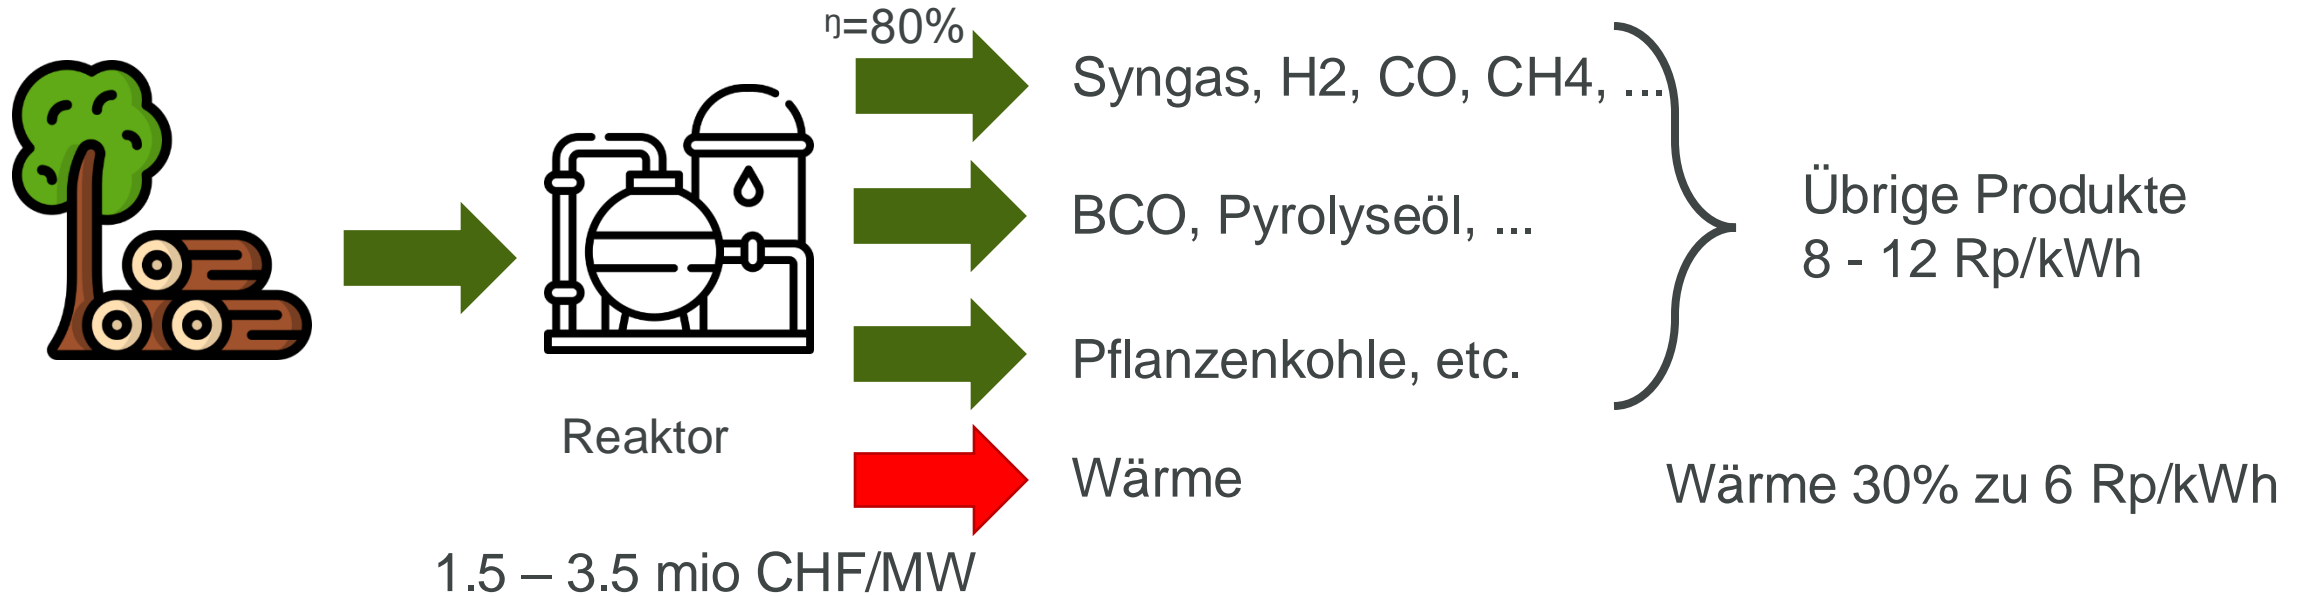 ŋ=80%
Syngas, H2, CO, CH4, ...
BCO, Pyrolyseöl, ...
Pflanzenkohle, etc.
Wärme
Übrige Produkte
8 - 12 Rp/kWh
Wärme 30% zu 6 Rp/kWh
Reaktor
1.5 – 3.5 mio CHF/MW